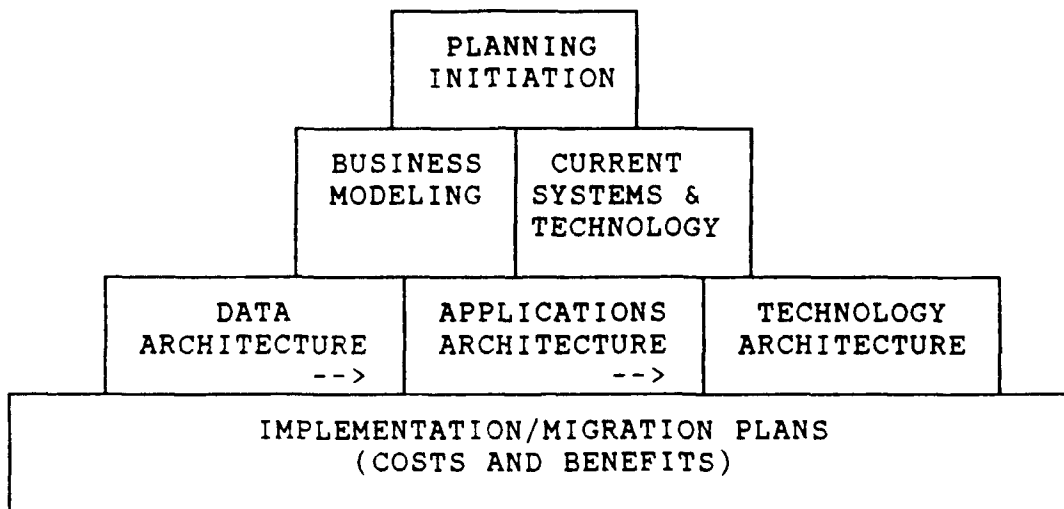 PLANNING
INITIATION
BUSINESS
MODELING
CURRENT
SYSTEMS &
TECHNOLOGY
DATA
ARCHITECTURE
-->
APPLICATIONS
ARCHITECTURE
-->
TECHNOLOGY
ARCHITECTURE
IMPLEMENTATION/MIGRATION PLANS
(COSTS AND BENEFITS)